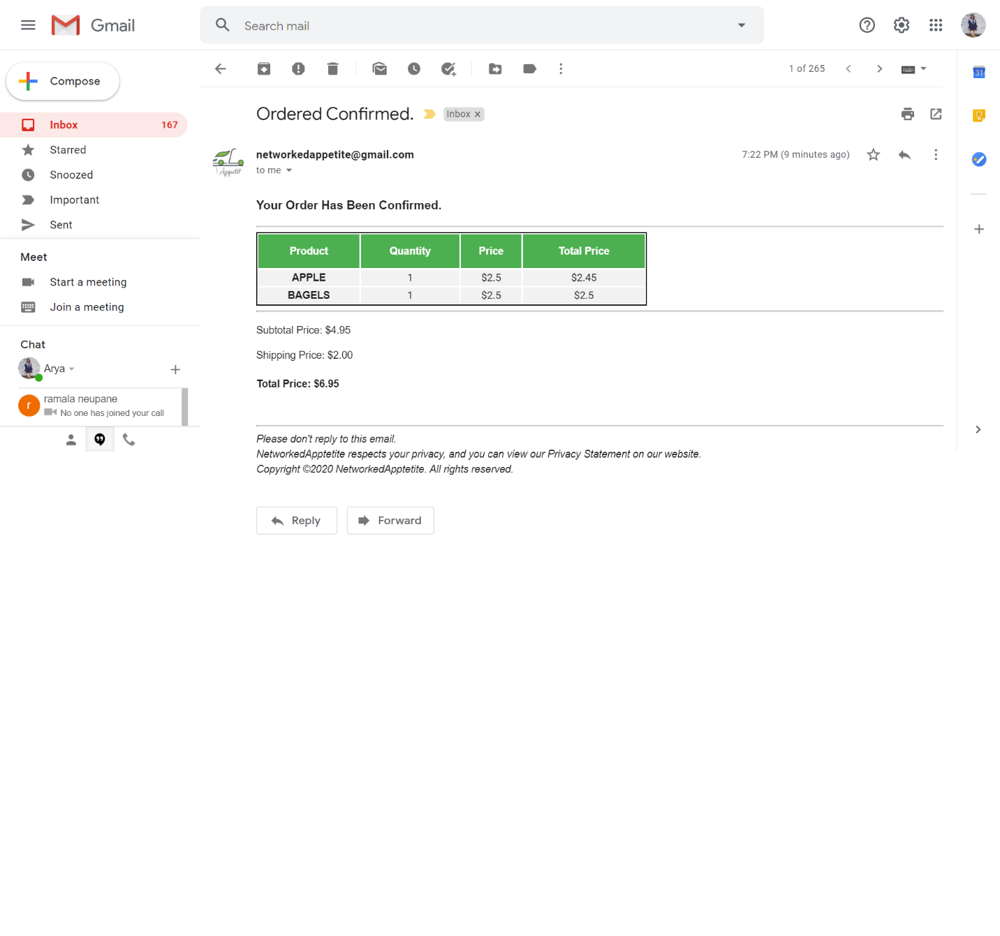 Gmail
Search mail
Compose
1 of 265
31
Inbox 167
Starred
Snoozed
Important
Sent
Meet
Start a meeting
Join a meeting
Chat
Arya
r
ramala neupane
No one has joined your call
Ordered Confirmed. Inbox x
Appetit
networkedappetite@gmail.com
7:22 PM (9 minutes ago)
to me
Your Order Has Been Confirmed.
Product Quantity Price Total Price
APPLE 1 $2.5 $2.45
BAGELS 1 $2.5 $2.5
Subtotal Price: $4.95
Shipping Price: $2.00
Total Price: $6.95
Please don't reply to this email.
NetworkedApptetite respects your privacy, and you can view our Privacy Statement on our website.
Copyright ©2020 NetworkedApptetite. All rights reserved.
Reply Forward